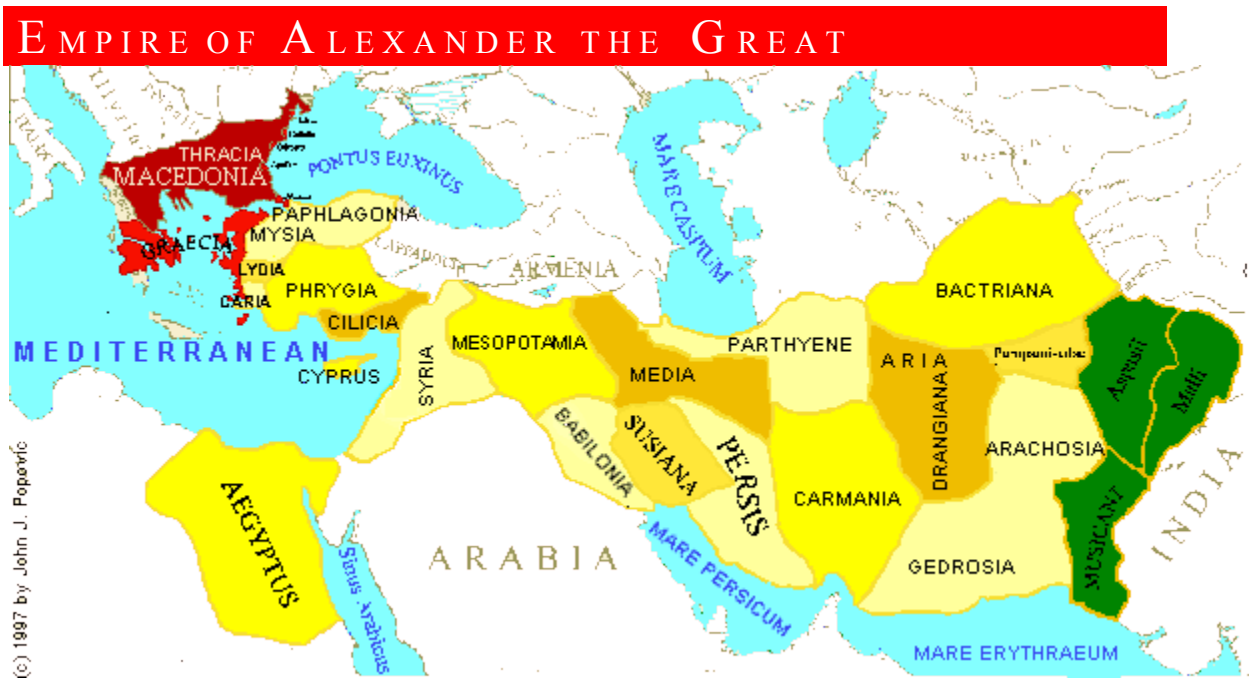 EMPIRE OF ALEXANDER THE GREAT
ITALI
THRACIA
MACEDONIA
PONTUS EUXINUS
MARE CASPIUM
PAPHLAGONIA
MYSIA
GRAECIA
CAPPADOCIA
ARMENIA
LYDIA
PHRYGIA
CARIA
CILICIA
BACTRIANA
MEDITERRANEAN
CYPRUS
SYRIA
MESOPOTAMIA
MEDIA
PARTHYENE
ARIA
DRANGIANA
Malli
ARACHOSIA
BABILONIA
SUSIANA
PERSIS
CARMANIA
MUSICANT
INDIA
AEGYPTUS
Sinus Arabicus
ARABIA
MARE PERSICUM
GEDROSIA
MARE ERYTHRAEUM
(c) 1997 by John J. Popovic